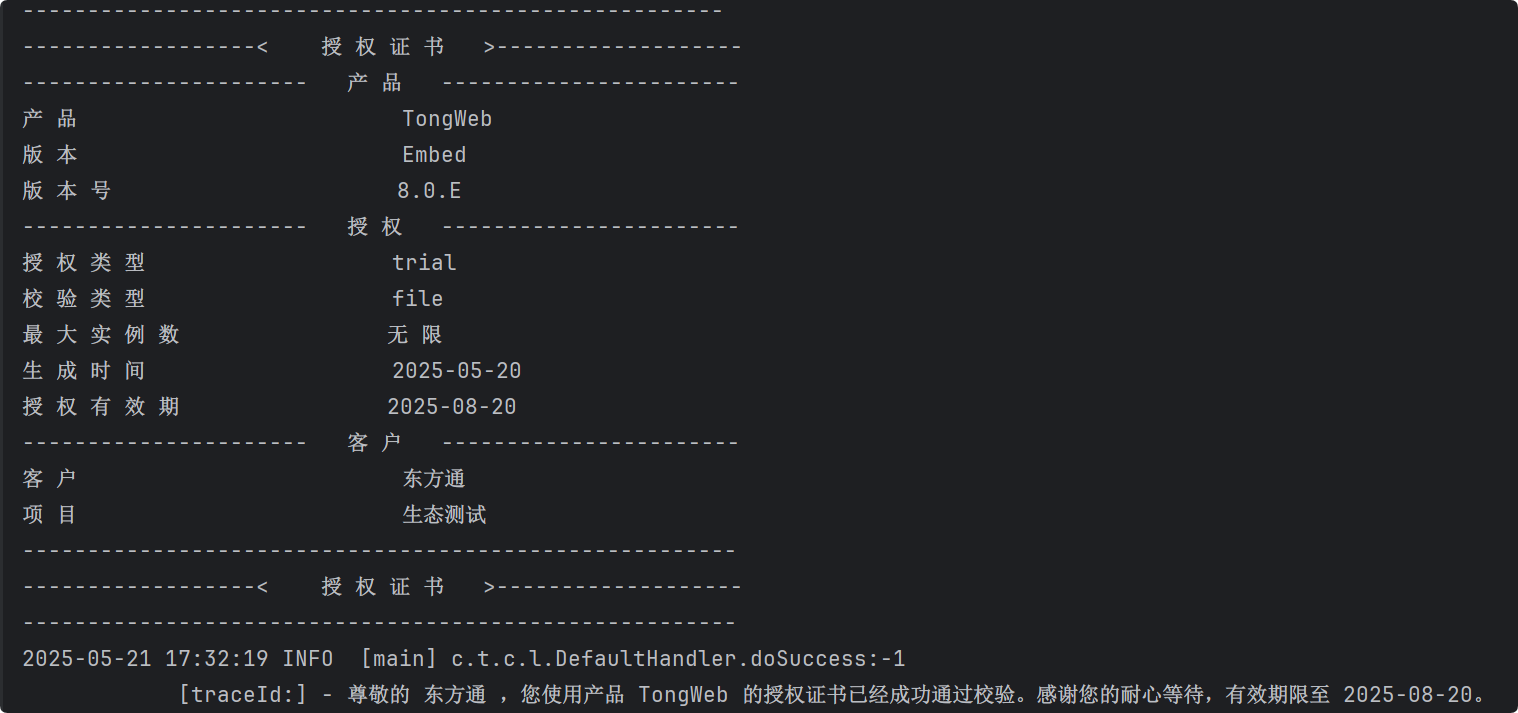 -------------------------------------------------------
------------------<    授 权 证 书   >-------------------
----------------------   产 品   -----------------------
产 品                         TongWeb
版 本                         Embed
版 本 号                      8.0.E
----------------------   授 权   -----------------------
授 权 类 型                   trial
校 验 类 型                   file
最 大 实 例 数                无 限
生 成 时 间                   2025-05-20
授 权 有 效 期                2025-08-20
----------------------   客 户   -----------------------
客 户                         东方通
项 目                         生态测试
-------------------------------------------------------
------------------<    授 权 证 书   >-------------------
-------------------------------------------------------
2025-05-21 17:32:19 INFO  [main] c.t.c.l.DefaultHandler.doSuccess:-1
            [traceId:] - 尊敬的 东方通 ，您使用产品 TongWeb 的授权证书已经成功通过校验。感谢您的耐心等待，有效期限至 2025-08-20。